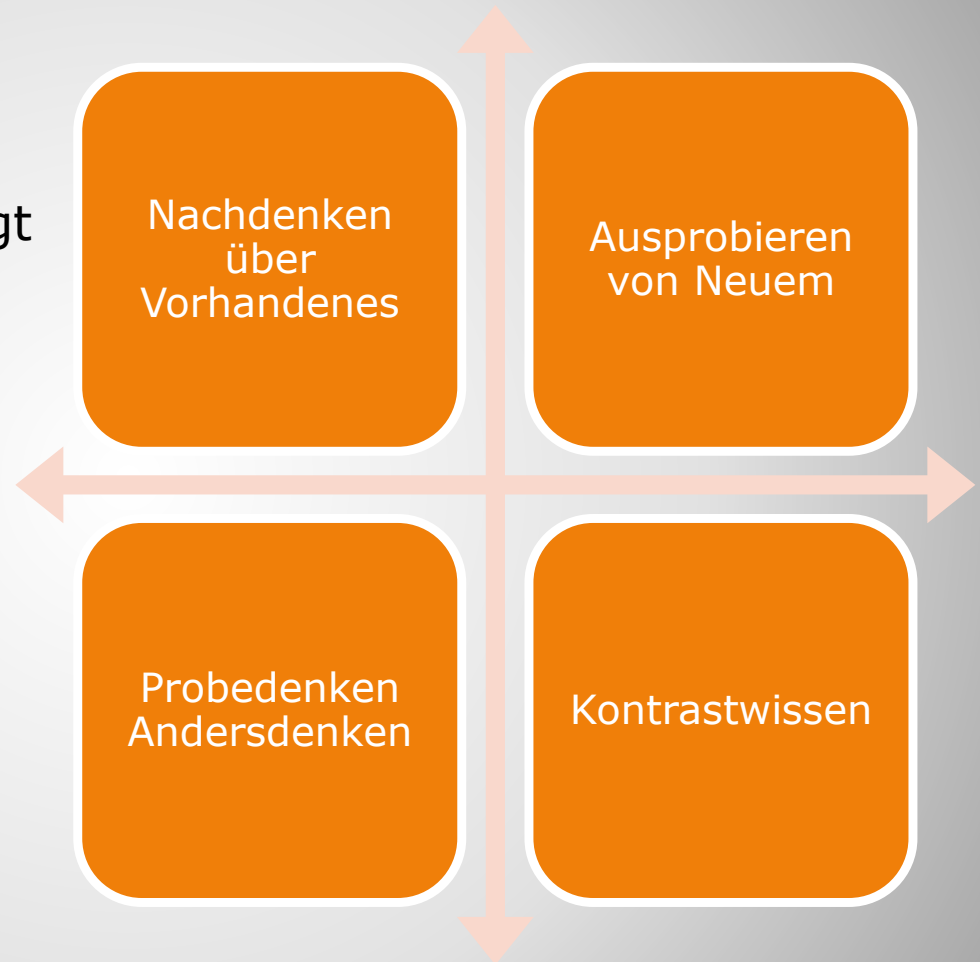 Nachdenken
über
Vorhandenes
Ausprobieren
von Neuem
Probedenken
Andersdenken
Kontrastwissen